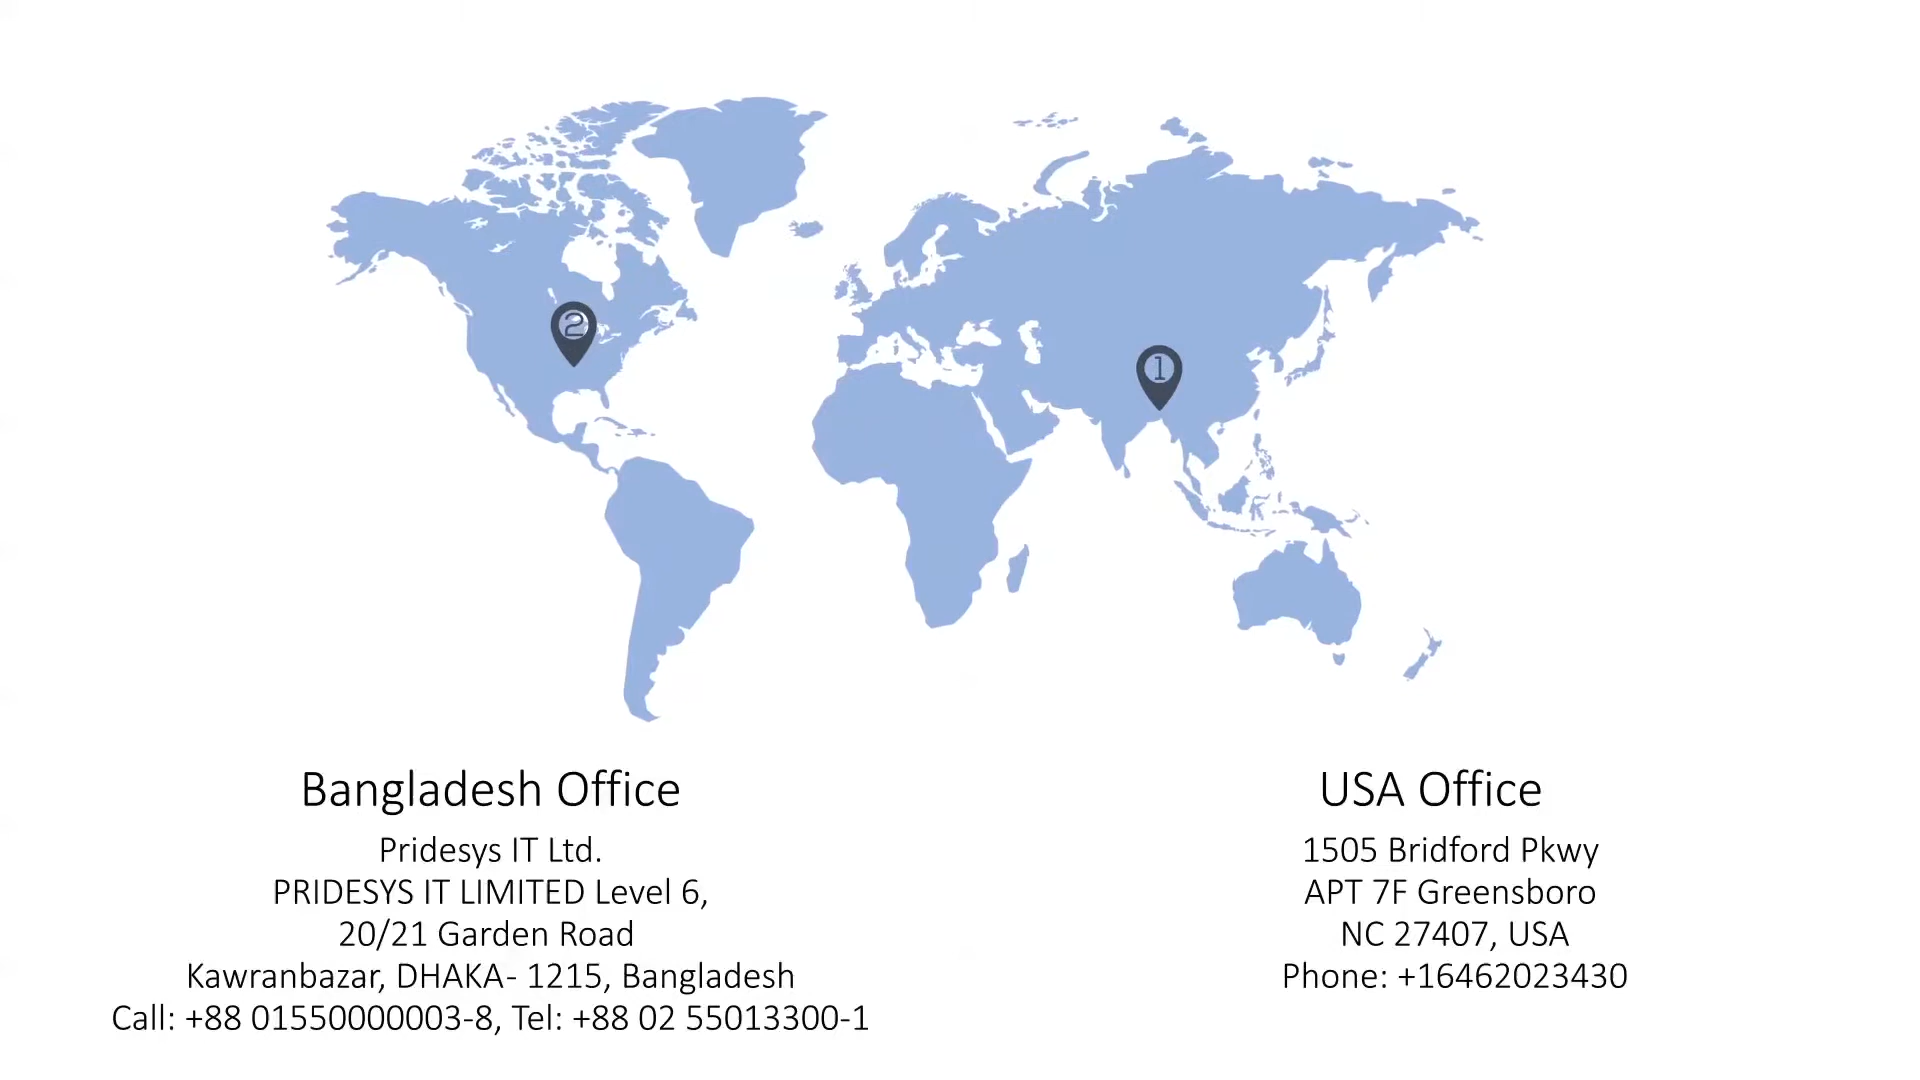 2
1
Bangladesh Office
Pridesys IT Ltd.
PRIDESYS IT LIMITED Level 6,
20/21 Garden Road
Kawranbazar, DHAKA- 1215, Bangladesh
Call: +88 01550000003-8, Tel: +88 02 55013300-1
USA Office
1505 Bridford Pkwy
APT 7F Greensboro
NC 27407, USA
Phone: +16462023430